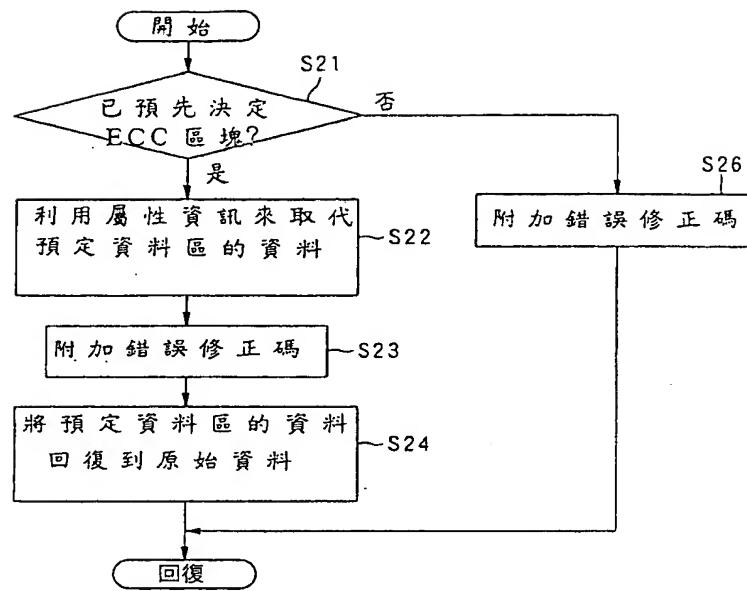 開始
S21
已預先決定
ECC區塊?
否
是
S26
利用屬性資訊來取代
預定資料區的資料
S22
附加錯誤修正碼
附加錯誤修正碼
S23
將預定資料區的資料
回復到原始資料
S24
回復